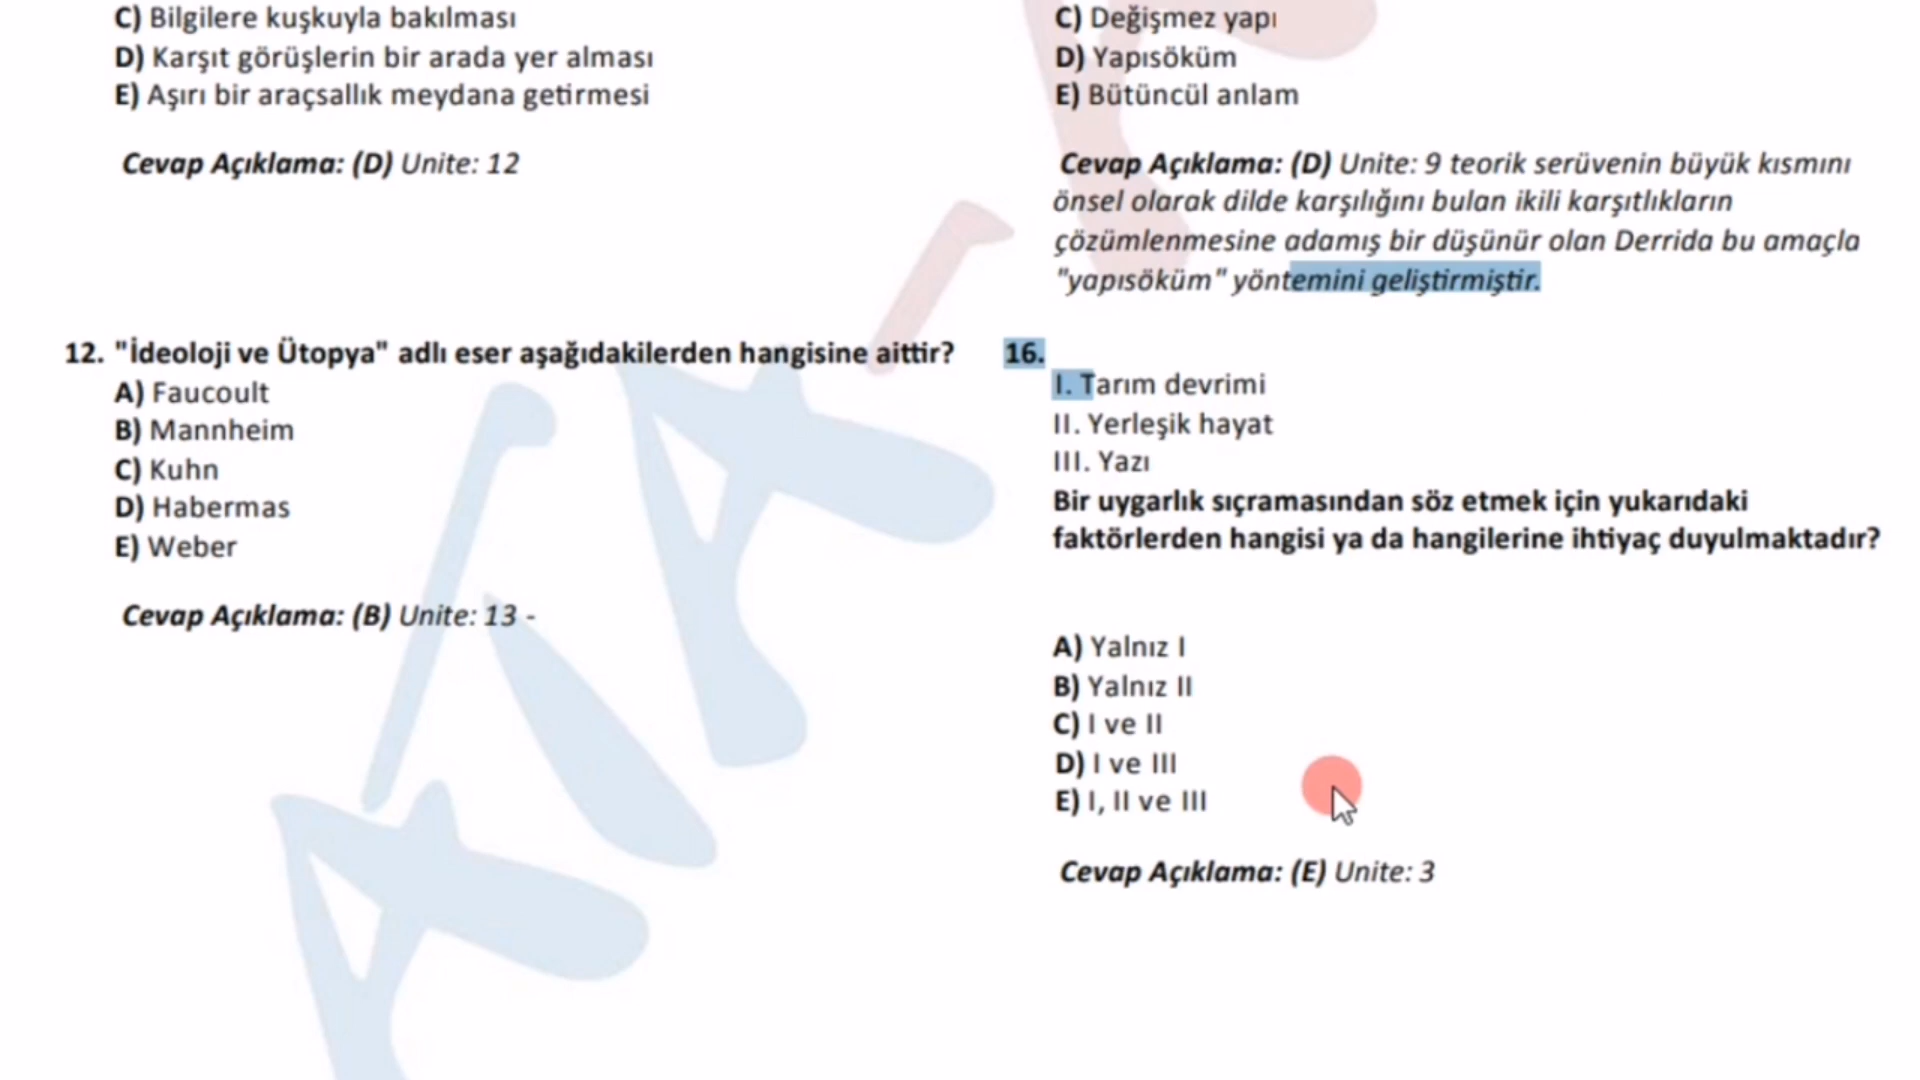 C) Bilgilere kuşkuyla bakılması
D) Karşıt görüşlerin bir arada yer alması
E) Aşırı bir araçsallık meydana getirmesi
Cevap Açıklama: (D) Unite: 12
12. "İdeoloji ve Ütopya" adlı eser aşağıdakilerden hangisine aittir?
A) Faucoult
B) Mannheim
C) Kuhn
D) Habermas
E) Weber
Cevap Açıklama: (B) Unite: 13 -
C) Değişmez yapı
D) Yapısöküm
E) Bütüncül anlam
Cevap Açıklama: (D) Unite: 9 teorik serüvenin büyük kısmını
önsel olarak dilde karşılığını bulan ikili karşıtlıkların
çözümlenmesine adamış bir düşünür olan Derrida bu amaçla
"yapısöküm" yöntemini geliştirmiştir.
16.
I. Tarım devrimi
II. Yerleşik hayat
III. Yazı
Bir uygarlık sıçramasından söz etmek için yukarıdaki
faktörlerden hangisi ya da hangilerine ihtiyaç duyulmaktadır?
A) Yalnız I
B) Yalnız II
C) I ve II
D) I ve III
E) I, II ve III
Cevap Açıklama: (E) Unite: 3